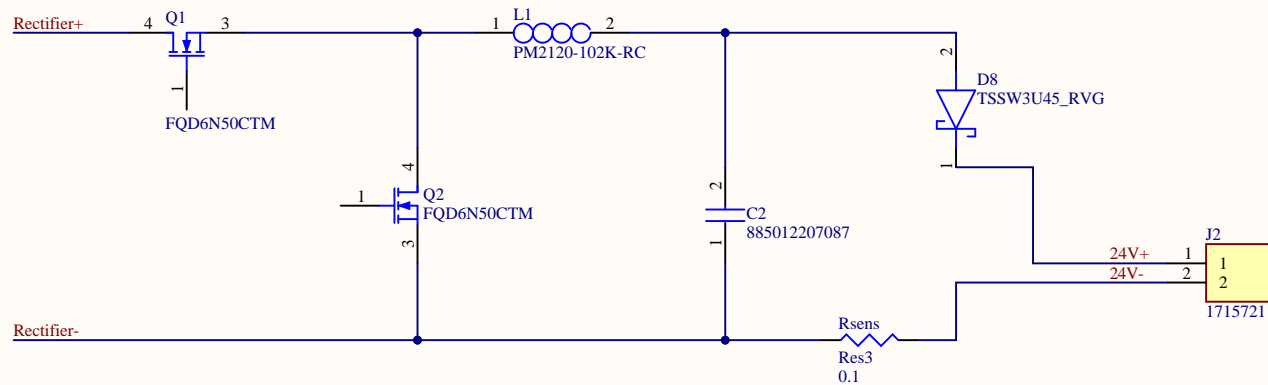 Rectifier+
4
Q1
3
1
FQD6N50CTM
1
L1
2
PM2120-102K-RC
2
D8
TSSW3U45_RVG
1
4
1
Q2
FQD6N50CTM
3
2
C2
885012207087
1
J2
24V+
1
1
24V-
2
2
1715721
Rectifier-
Rsens
Res3
0.1